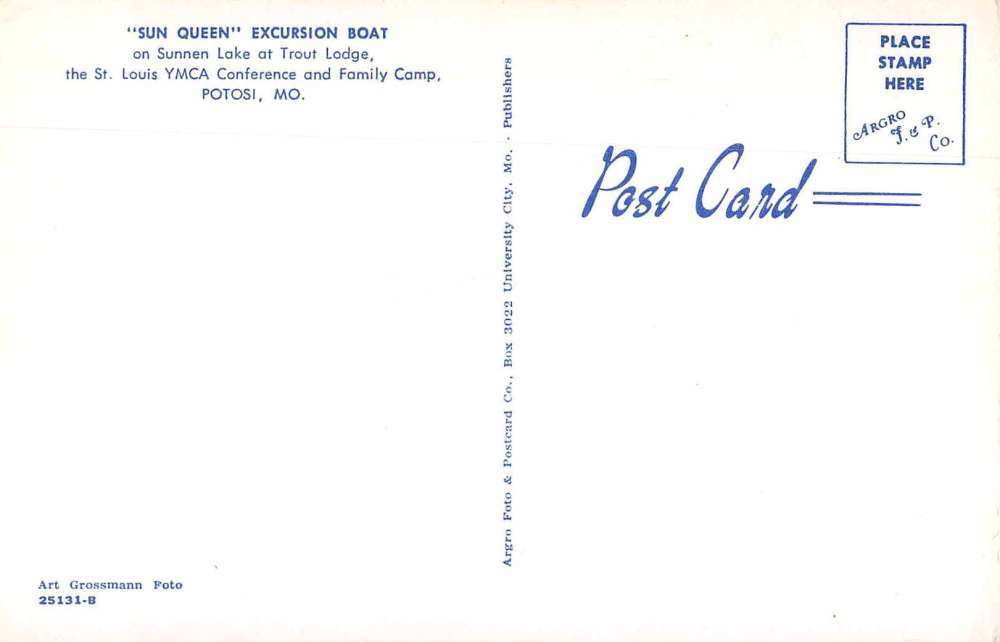 "SUN QUEEN" EXCURSION BOAT
on Sunnen Lake at Trout Lodge,
the St. Louis YMCA Conference and Family Camp,
POTOSI, MO.
Art Grossmann Foto
25131-B
Argro Foto & Postcard Co., Box 3022 University City, Mo. · Publishers
PLACE
STAMP
HERE
ARGRO
F. & P.
Co.
Post Card